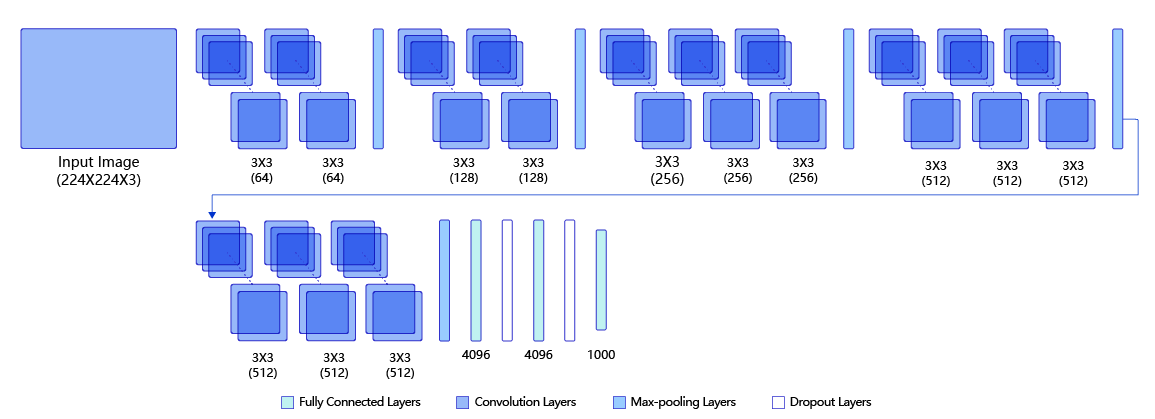 Input Image
(224X224X3)
3X3
(64)
3X3
(64)
3X3
(128)
3X3
(128)
3X3
(256)
3X3
(256)
3X3
(256)
3X3
(512)
3X3
(512)
3X3
(512)
3X3
(512)
3X3
(512)
3X3
(512)
4096
4096
1000
Fully Connected Layers
Convolution Layers
Max-pooling Layers
Dropout Layers